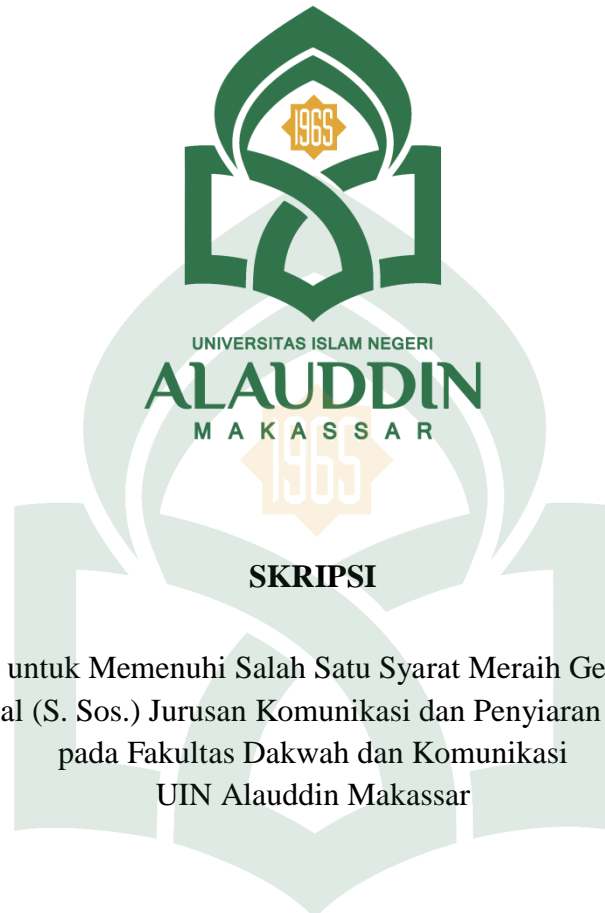 1965
UNIVERSITAS ISLAM NEGERI
ALAUDDIN
MAKASSAR
1965
SKRIPSI
untuk Memenuhi Salah Satu Syarat Meraih Ge
al (S. Sos.) Jurusan Komunikasi dan Penyiaran
pada Fakultas Dakwah dan Komunikasi
UIN Alauddin Makassar